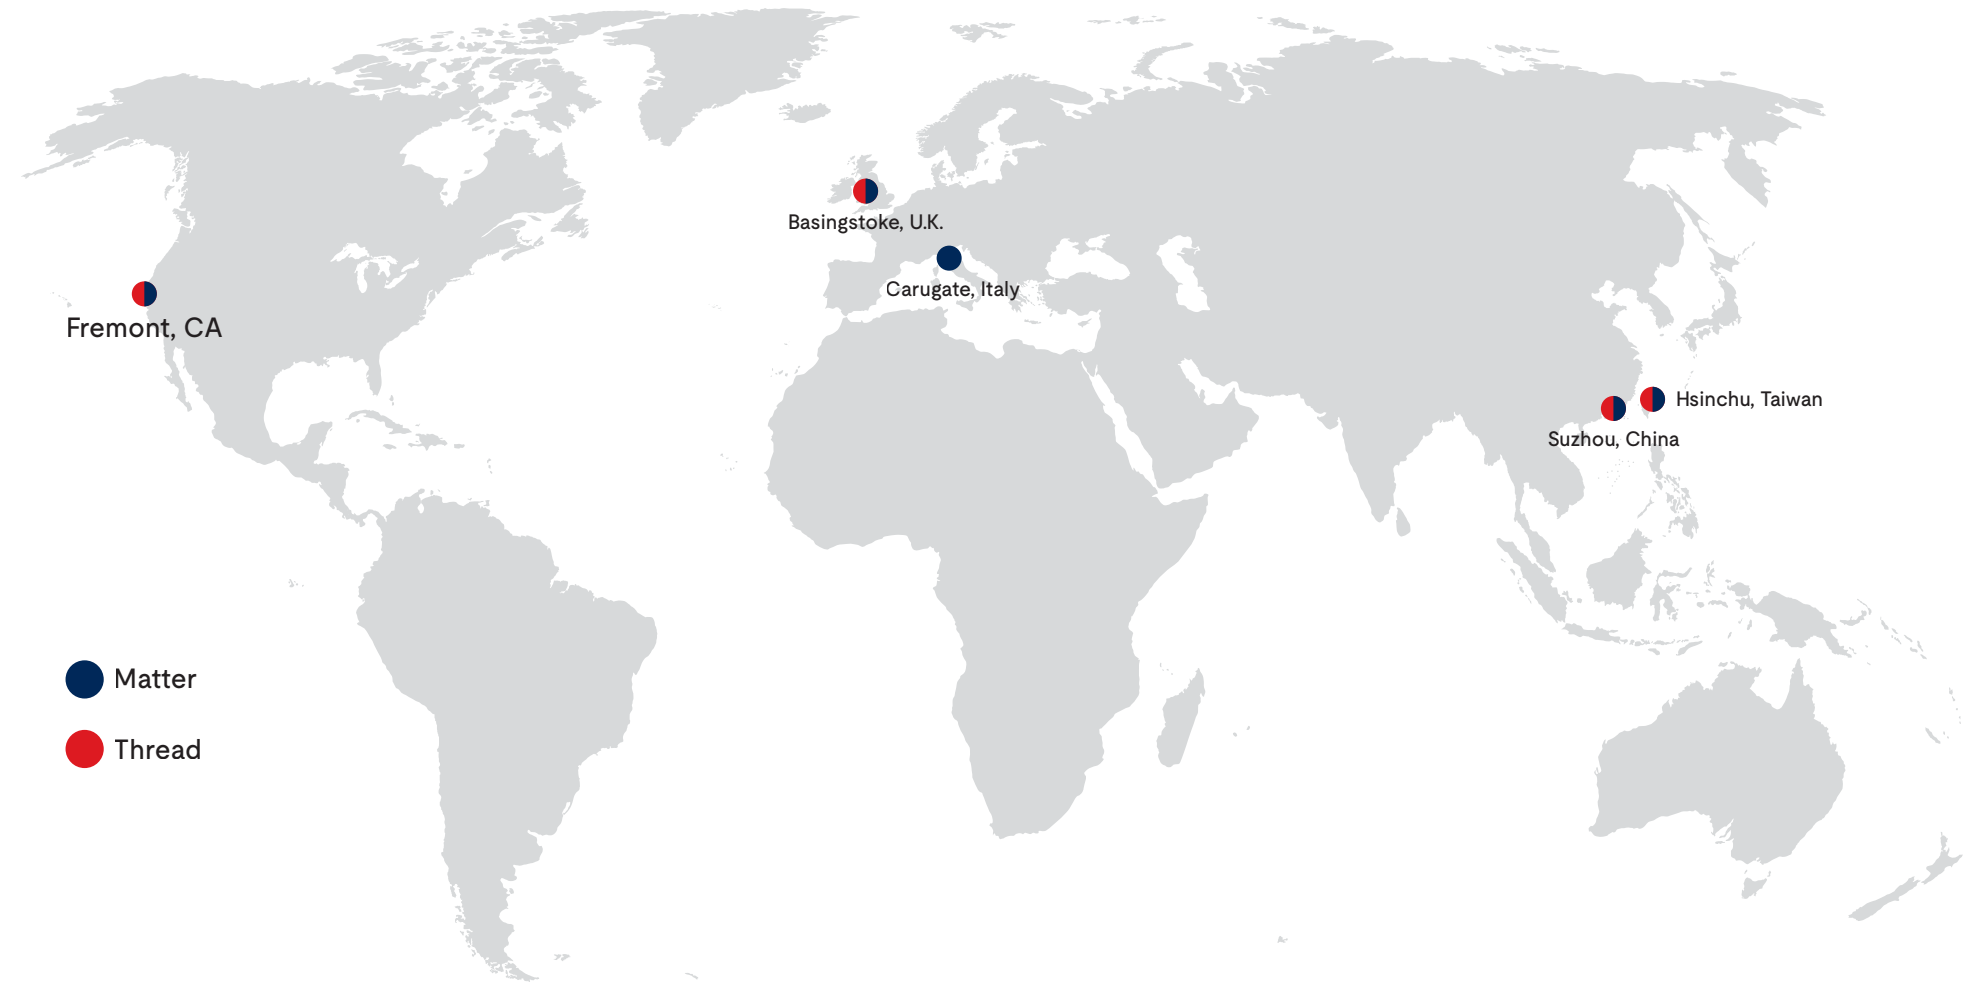 Basingstoke, U.K.
Carugate, Italy
Fremont, CA
Hsinchu, Taiwan
Suzhou, China
Matter
Thread